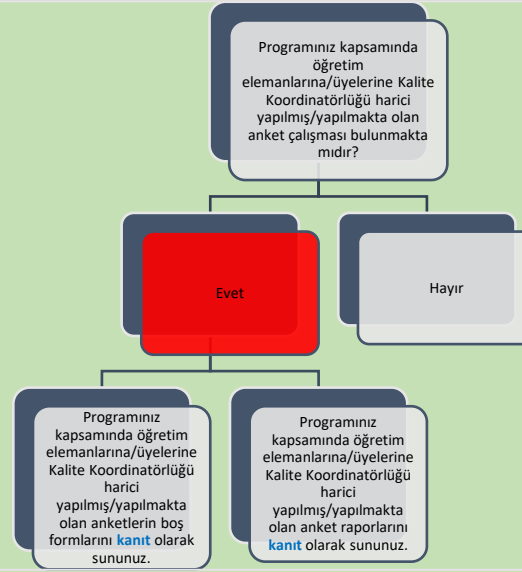 Programınız kapsamında
öğretim
elemanlarına/üyelerine Kalite
Koordinatörlüğü harici
yapılmış/yapılmakta olan
anket çalışması bulunmakta
mıdır?
Evet
Hayır
Programınız
kapsamında öğretim
elemanlarına/üyelerine
Kalite Koordinatörlüğü
harici
yapılmış/yapılmakta
olan anketlerin boş
formlarını kanıt olarak
sununuz.
Programınız
kapsamında öğretim
elemanlarına/üyelerine
Kalite Koordinatörlüğü
harici
yapılmış/yapılmakta
olan anket raporlarını
kanıt olarak sununuz.